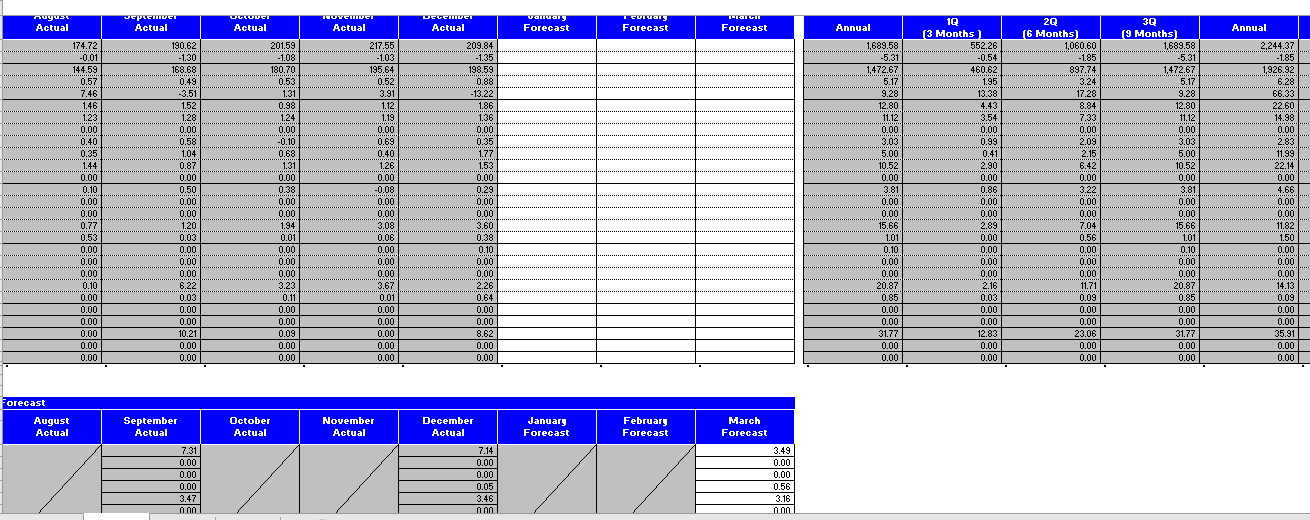 August September October November December January February March 1Q 2Q 3Q
Actual Actual Actual Actual Actual Forecast Forecast Forecast Annual (3 Months ) (6 Months) (9 Months) Annual
174.72 190.62 201.59 217.55 209.84 1,689.58 552.26 1,060.60 1,689.58 2,244.37
-0.01 -1.30 -1.08 -1.03 -1.35 -5.31 -0.54 -1.85 -5.31 -2.97
144.59 168.68 180.70 195.64 198.59 1,472.67 460.62 897.74 1,472.67 1,926.91
0.57 0.49 0.53 0.52 0.88 5.17 1.95 3.24 5.17 6.28
7.46 -3.51 1.31 3.91 -13.22 9.28 13.38 17.28 9.28 66.33
1.46 1.52 0.98 1.12 1.86 12.80 4.43 8.84 12.80 22.60
1.23 1.28 1.24 1.19 1.36 11.12 3.54 7.33 11.12 14.98
0.00 0.00 0.00 0.00 0.00 0.00 0.00 0.00 0.00 0.00
0.40 0.58 -0.10 0.69 0.35 3.03 0.99 2.09 3.03 2.83
0.35 1.04 0.68 0.40 1.77 5.00 0.41 2.15 5.00 11.99
1.44 0.87 1.31 1.26 1.53 10.52 2.90 6.42 10.52 22.14
0.00 0.00 0.00 0.00 0.00 0.00 0.00 0.00 0.00 0.00
0.10 0.50 0.38 -0.08 0.29 3.81 0.86 3.22 3.81 4.66
0.00 0.00 0.00 0.00 0.00 0.00 0.00 0.00 0.00 0.00
0.00 0.00 0.00 0.00 0.00 0.00 0.00 0.00 0.00 0.00
0.77 1.20 1.94 3.08 3.60 15.66 2.89 7.04 15.66 11.82
0.53 0.03 0.01 0.06 0.38 1.01 0.00 0.56 1.01 1.50
0.00 0.00 0.00 0.00 0.10 0.10 0.00 0.00 0.10 0.00
0.00 0.00 0.00 0.00 0.00 0.00 0.00 0.00 0.00 0.00
0.00 0.00 0.00 0.00 0.00 0.00 0.00 0.00 0.00 0.00
0.10 6.22 3.23 3.67 2.26 20.87 2.16 11.71 20.87 14.13
0.00 0.03 0.11 0.01 0.64 0.85 0.03 0.09 0.85 0.09
0.00 0.00 0.00 0.00 0.00 0.00 0.00 0.00 0.00 0.00
0.00 0.00 0.00 0.00 0.00 0.00 0.00 0.00 0.00 0.00
0.00 10.21 0.09 0.00 8.62 31.77 12.83 23.06 31.77 35.91
0.00 0.00 0.00 0.00 0.00 0.00 0.00 0.00 0.00 0.00
0.00 0.00 0.00 0.00 0.00 0.00 0.00 0.00 0.00 0.00
Forecast
August September October November December January February March
Actual Actual Actual Actual Actual Forecast Forecast Forecast
7.31 7.14 3.49
0.00 0.00 0.00
0.00 0.00 0.00
0.00 0.05 0.56
3.47 3.46 3.16
0.00 0.00 0.00